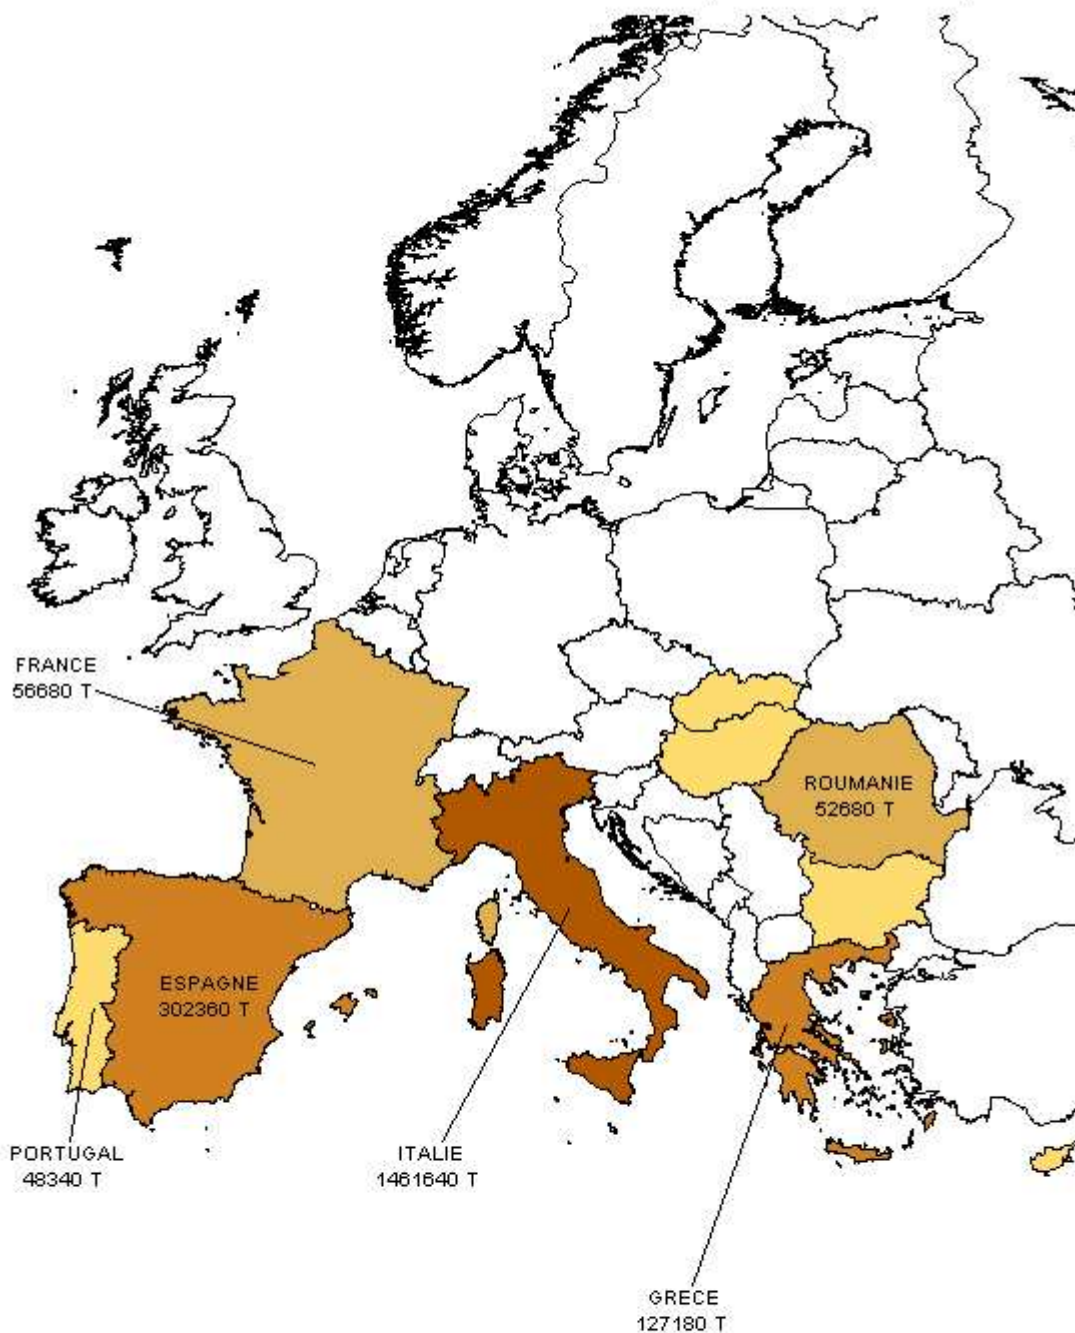 FRANCE
56680 T
ROUMANIE
52680 T
ESPAGNE
302360 T
PORTUGAL
48340 T
ITALIE
1461640 T
GRECE
127180 T